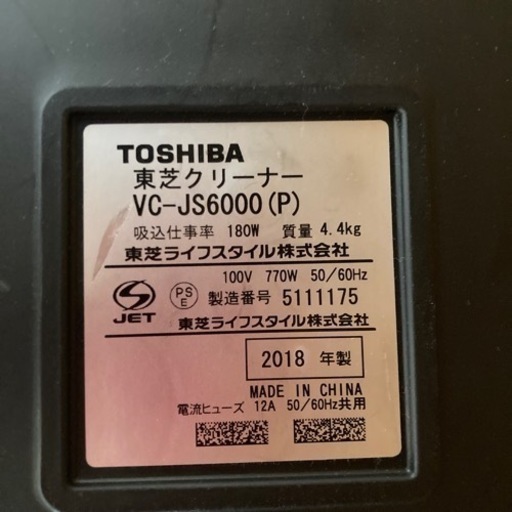 TOSHIBA
東芝クリーナー
VC-JS6000(P)
吸込仕事率 180W 質量 4.4kg
東芝ライフスタイル株式会社
100V 770W 50/60Hz
S JET PSE 製造番号 5111175
東芝ライフスタイル株式会社
2018 年製
MADE IN CHINA
電流ヒューズ 12A 50/60Hz共用